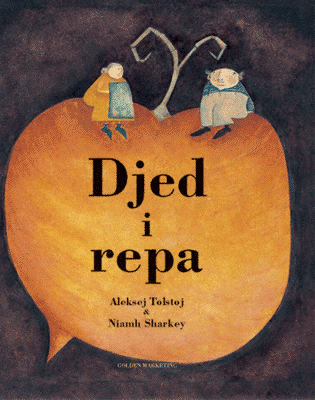 Djed
i
repa
Aleksej Tolstoj
&
Niamh Sharkey
GOLDEN MARKETING